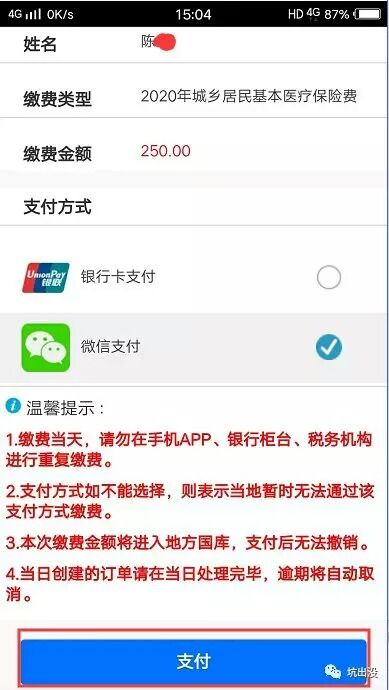 4G 0K/s 15:04 HD 4G 87%
姓名 陈
缴费类型 2020年城乡居民基本医疗保险费
缴费金额 250.00
支付方式
UnionPay
银联
银行卡支付
微信支付
温馨提示：
1.缴费当天，请勿在手机APP、银行柜台、税务机构
进行重复缴费。
2.支付方式如不能选择，则表示当地暂时无法通过该
支付方式缴费。
3.本次缴费金额将进入地方国库，支付后无法撤销。
4.当日创建的订单请在当日处理完毕，逾期将自动取
消。
支付
坑出没